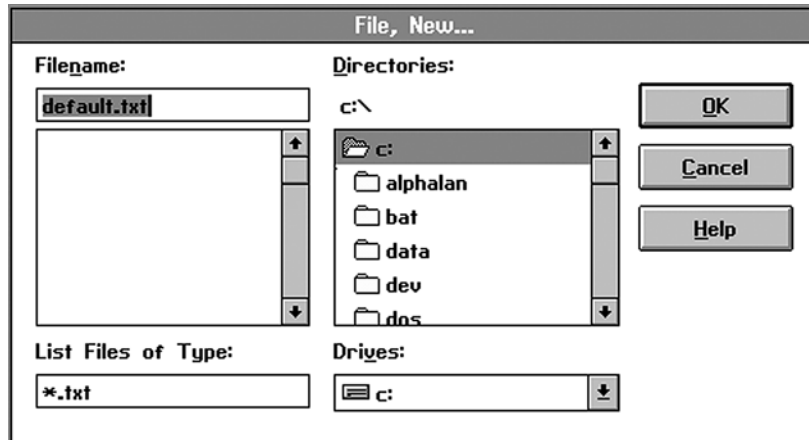 File, New...
Filename:
default.txt
List Files of Type:
*.txt
Directories:
c:\
c:
alphalan
bat
data
dev
dos
Drives:
c:
OK
Cancel
Help